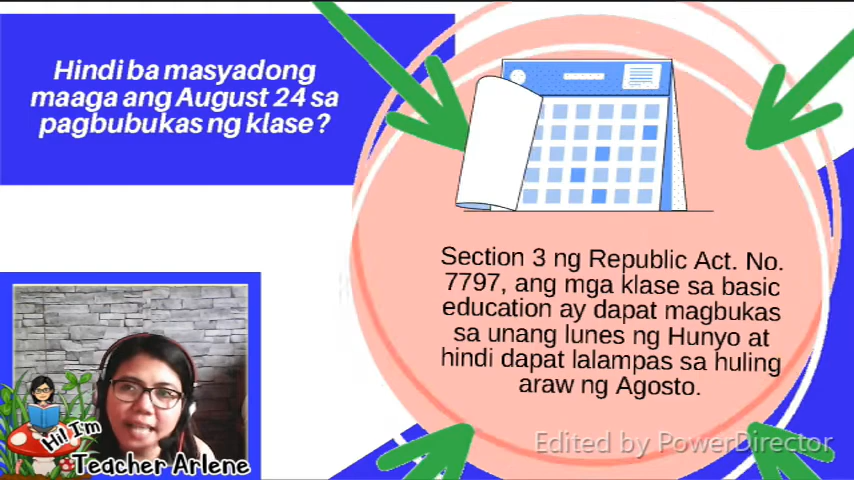 Hindi ba masyadong
maaga ang August 24 sa
pagbubukas ng klase?
Section 3 ng Republic Act. No.
7797, ang mga klase sa basic
education ay dapat magbukas
sa unang lunes ng Hunyo at
hindi dapat lalampas sa huling
araw ng Agosto.
Hi! I'm
Teacher Arlene
Edited by PowerDirector